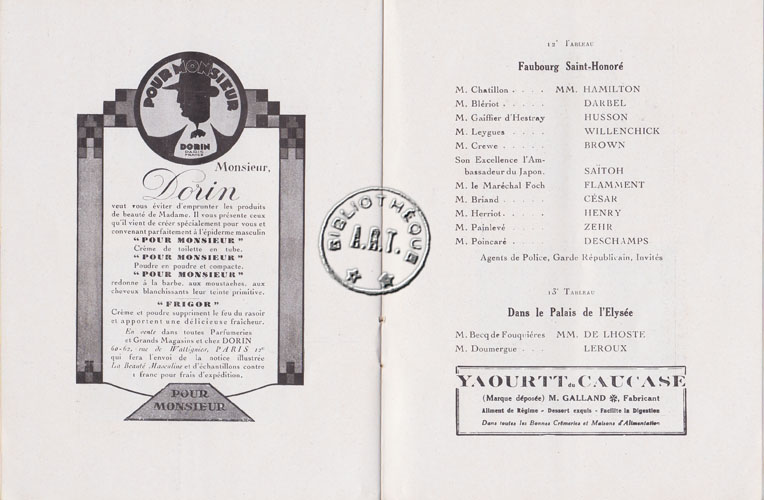 POUR MONSIEUR
DORIN
PARIS
FRANCE
Monsieur,
Dorin
veut vous éviter d'emprunter les produits
de beauté de Madame. Il vous présente ceux
qu'il vient de créer spécialement pour vous et
convenant parfaitement à l'épiderme masculin
"POUR MONSIEUR"
Crème de toilette en tube.
"POUR MONSIEUR"
Poudre en poudre et compacte.
"POUR MONSIEUR"
redonne à la barbe, aux moustaches, aux
cheveux blanchissants leur teinte primitive.
"FRIGOR"
Crème et poudre suppriment le feu du rasoir
et apportent une délicieuse fraîcheur.
En vente dans toutes Parfumeries
et Grands Magasins et chez DORIN
60-62, rue de Wattignies, PARIS 12e
qui fera l'envoi de la notice illustrée
La Beauté Masculine et d'échantillons contre
1 franc pour frais d'expédition.
POUR
MONSIEUR
BIBLIOTHÈQUE
A.R.T.
12e TABLEAU
Faubourg Saint-Honoré
M. Chatillon . . . . MM. HAMILTON
M. Blériot . . . . . DARBEL
M. Gaiffier d'Hestray HUSSON
M. Leygues . . . . . WILLENCHICK
M. Crewe . . . . . BROWN
Son Excellence l'Am-
bassadeur du Japon. SAÏTOH
M. le Maréchal Foch FLAMMENT
M. Briand . . . . . CÉSAR
M. Herriot . . . . . HENRY
M. Painlevé . . . . ZEHR
M. Poincaré . . . . DESCHAMPS
Agents de Police, Garde Républicain, Invités
13e TABLEAU
Dans le Palais de l'Elysée
M. Becq de Fouquières MM. DE LHOSTE
M. Doumergue . . . LEROUX
YAOURTT du CAUCASE
(Marque déposée) M. GALLAND, Fabricant
Aliment de Régime - Dessert exquis - Facilite la Digestion
Dans toutes les Bonnes Crèmeries et Maisons d'Alimentation